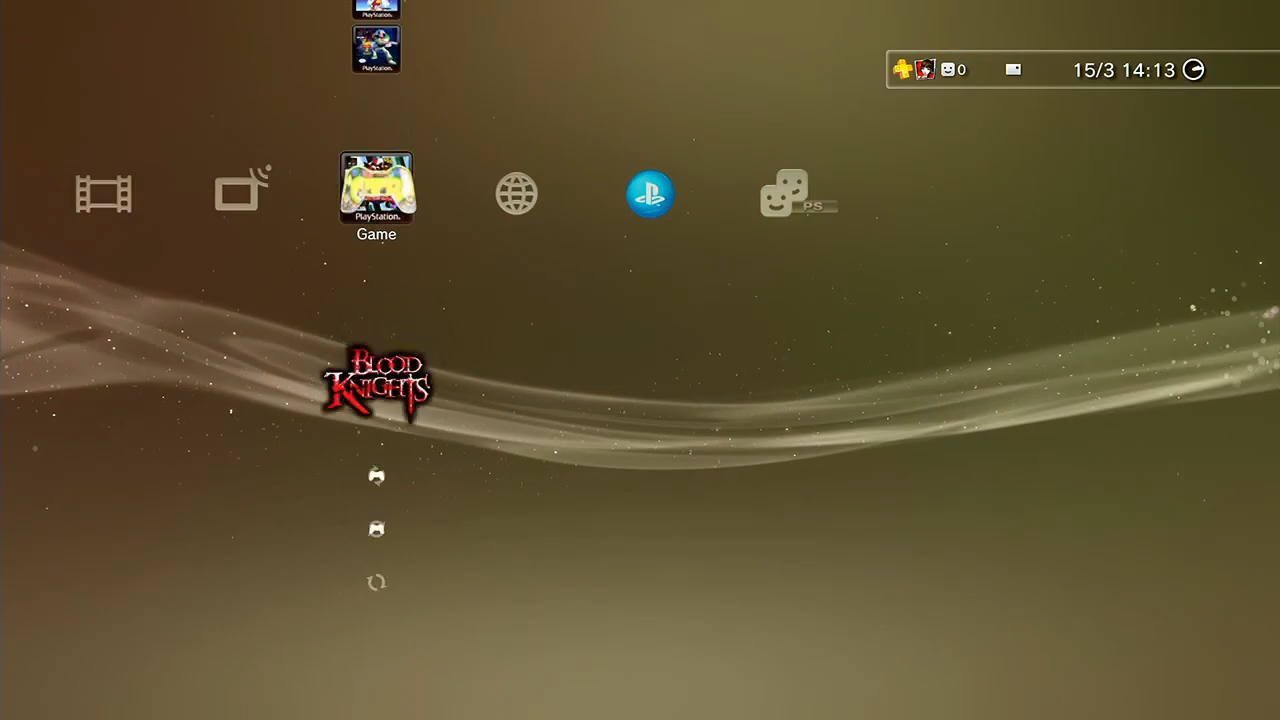 PlayStation.
PlayStation.
0
15/3 14:13
PlayStation.
PS
Game
BLOOD
KNIGHTS